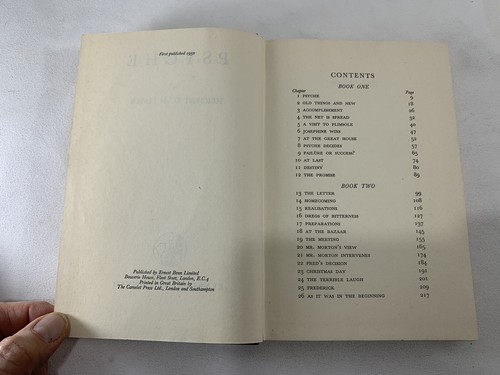 First published
Published by Ernest Benn Limited
Bouverie House, Fleet Street, London, E.C.4
Printed in Great Britain by
The Camelot Press Ltd., London and Southampton
CONTENTS
BOOK ONE
Chapter Page
1 PSYCHE 9
2 OLD THINGS AND NEW 18
3 ACCOMPLISHMENT 26
4 THE NET IS SPREAD 32
5 A VISIT TO 40
6 JOSEPHINE WINS 47
7 AT THE GREAT HOUSE 52
8 PSYCHE DECIDES 57
9 FAILURE OR SUCCESS? 65
10 AT LAST 74
11 DESTINY 80
12 THE PROMISE 89
BOOK TWO
13 THE LETTER 99
14 HOMECOMING 108
15 REALISATIONS 116
16 DREGS OF BITTERNESS 127
17 PREPARATIONS 137
18 AT THE BAZAAR 145
19 THE MEETING 155
20 MR. MORTON'S VIEW 165
21 MR. MORTON INTERVENES 174
22 FRED'S DECISION 184
23 CHRISTMAS DAY 191
24 THE TERRIBLE LAUGH 201
25 FREDERICK 209
26 AS IT WAS IN THE BEGINNING 217